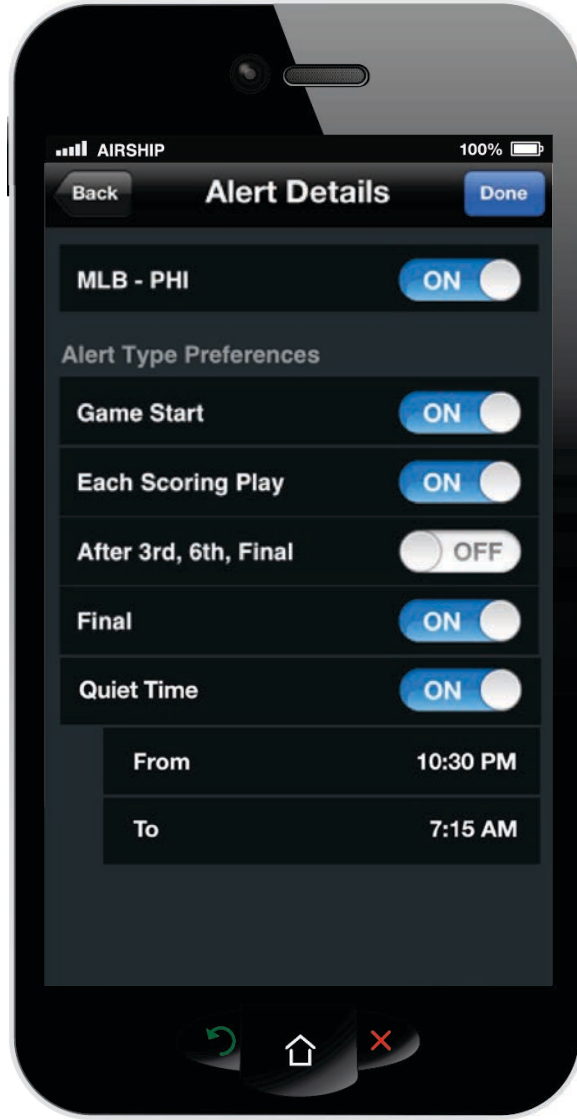 AIRSHIP 100%
Back Alert Details Done
MLB - PHI ON
Alert Type Preferences
Game Start ON
Each Scoring Play ON
After 3rd, 6th, Final OFF
Final ON
Quiet Time ON
From 10:30 PM
To 7:15 AM